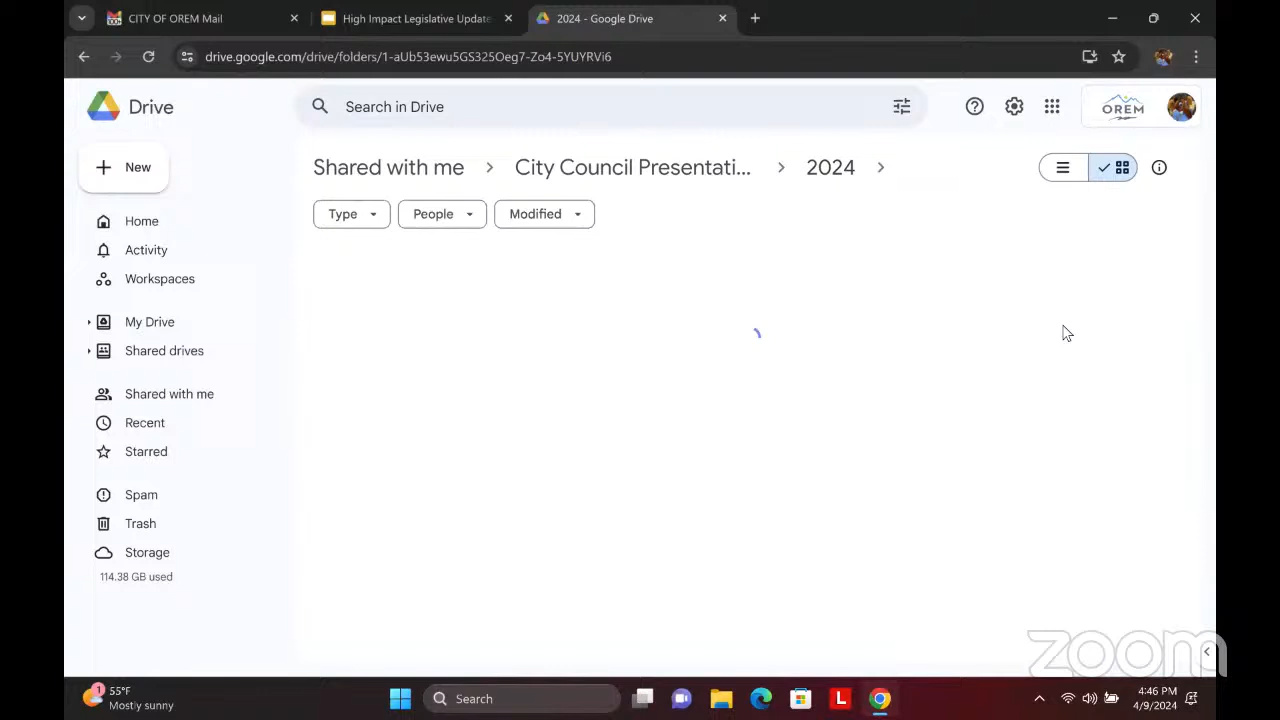 CITY OF OREM Mail
High Impact Legislative Update
2024 - Google Drive
drive.google.com/drive/folders/1-aUb53ewu5GS325Oeg7-Zo4-5YUYRVi6
Drive
Search in Drive
OREM
New
Shared with me
City Council Presentati...
2024
Type
People
Modified
Home
Activity
Workspaces
My Drive
Shared drives
Shared with me
Recent
Starred
Spam
Trash
Storage
114.38 GB used
zoom
1
55°F
Mostly sunny
Search
L
4:46 PM
4/9/2024